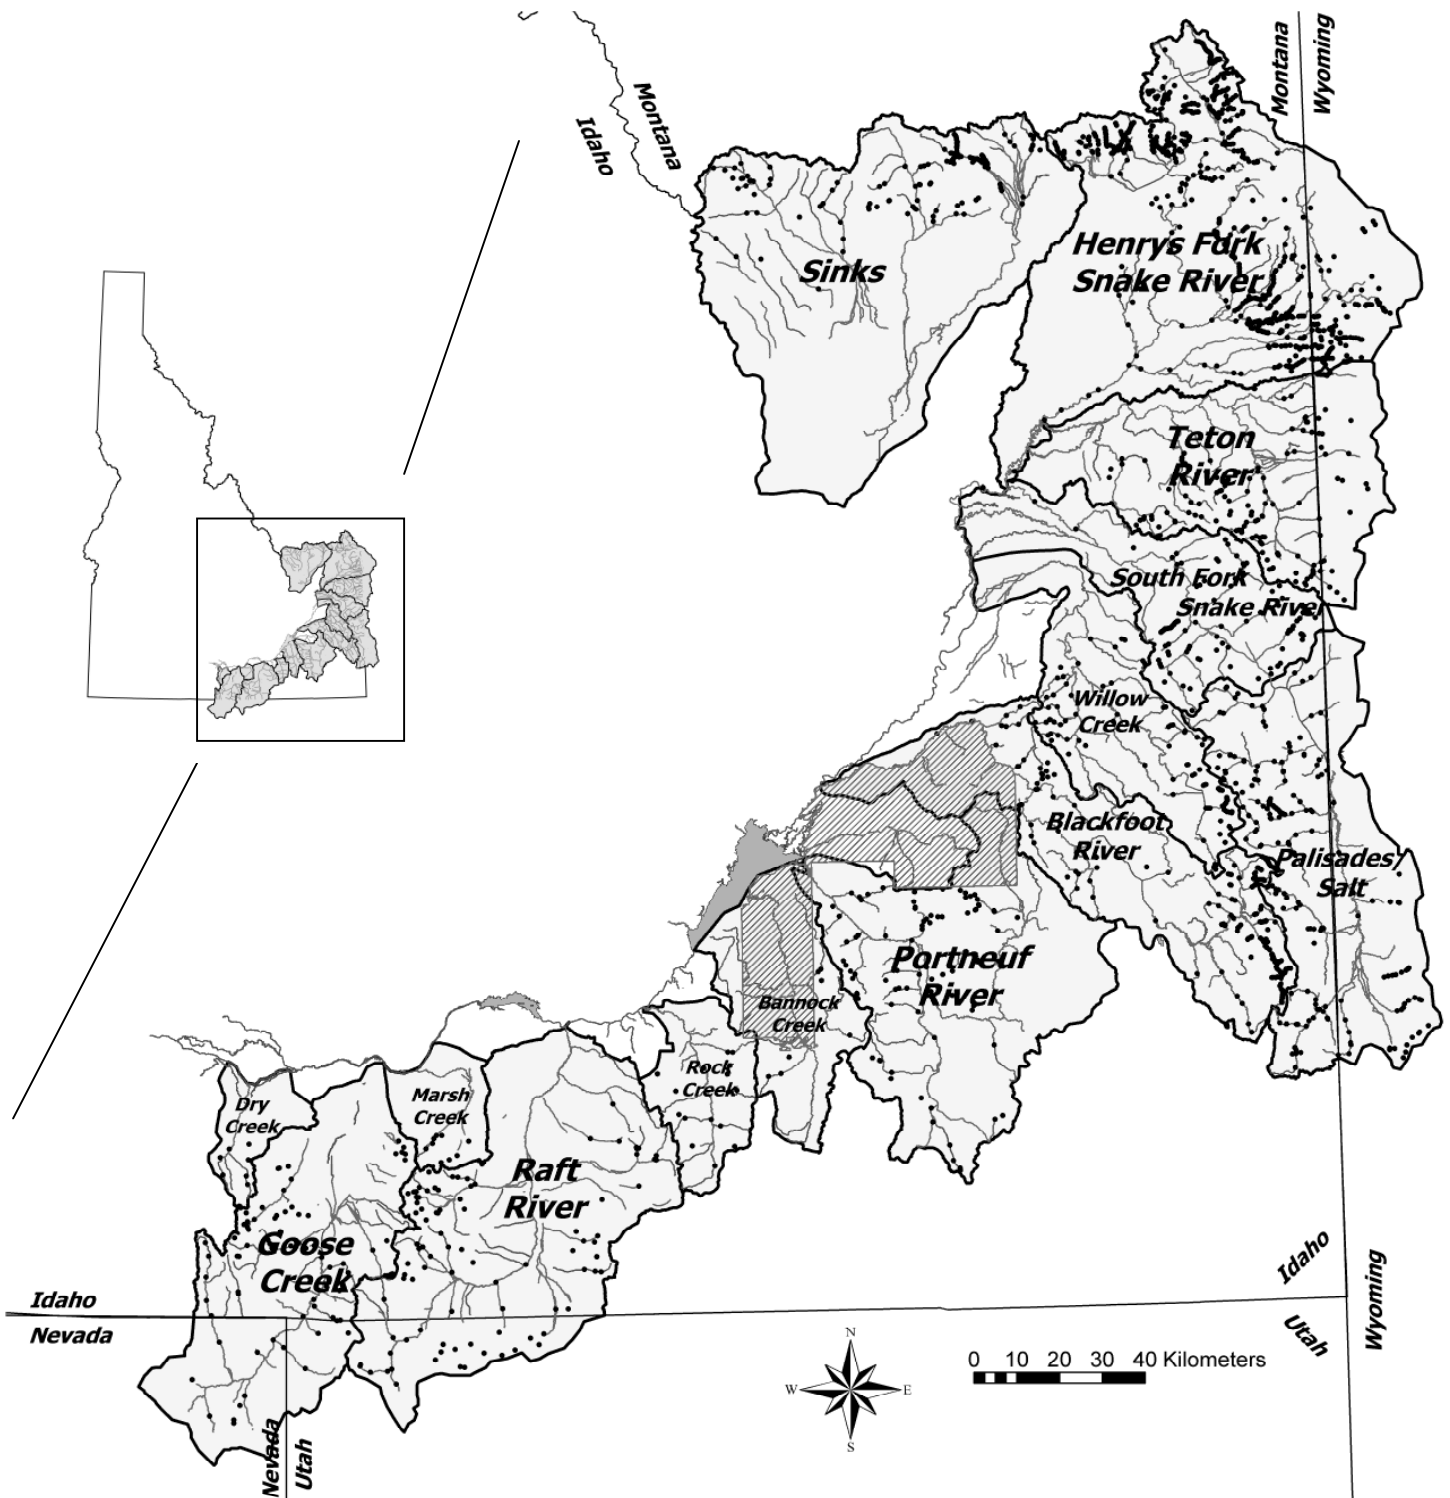 Montana
Wyoming
Montana
Idaho
Henrys Fork
Snake River
Sinks
Teton
River
South Fork
Snake River
Willow
Creek
Blackfoot
River
Palisades/
Salt
Portneuf
River
Bannock
Creek
Rock
Creek
Marsh
Creek
Dry
Creek
Raft
River
Goose
Creek
Idaho
Nevada
Idaho
Utah
Wyoming
N
W
E
S
0 10 20 30 40 Kilometers
Nevada
Utah